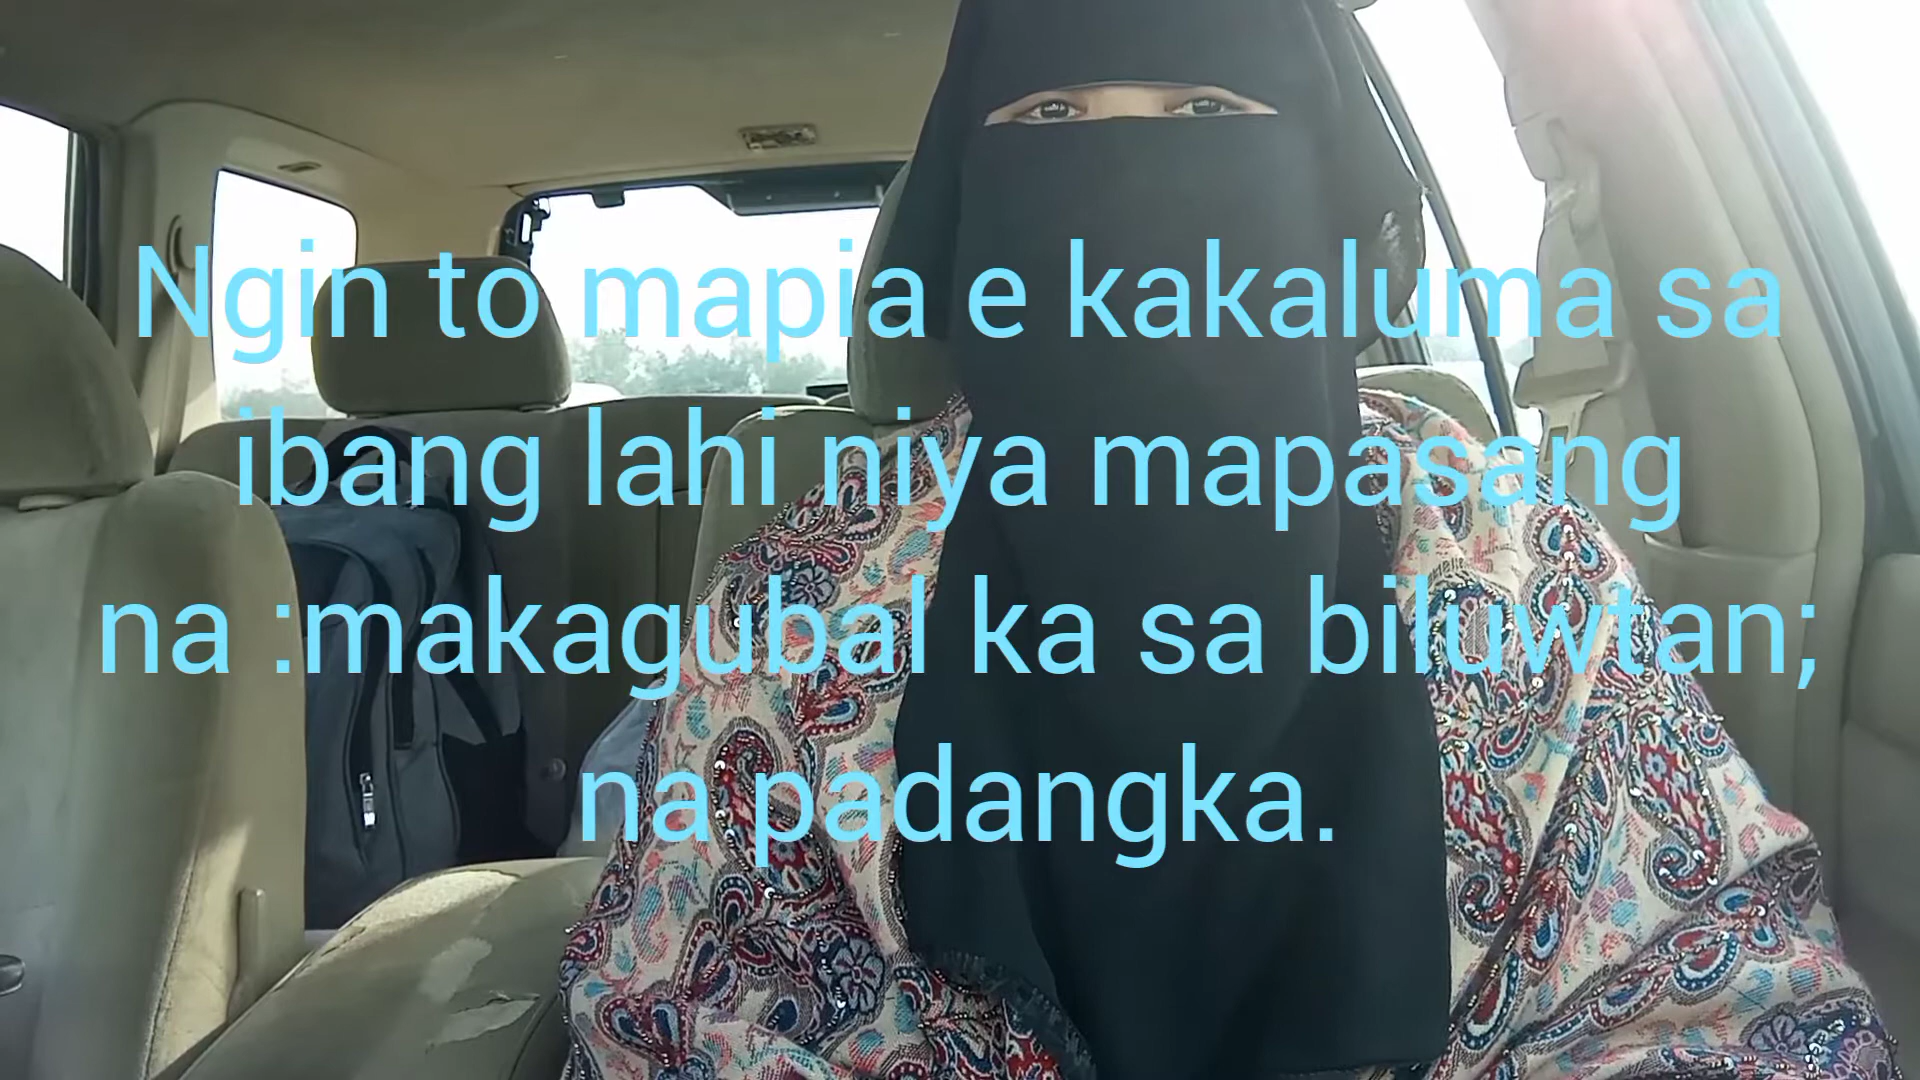 Ngin to mapia e kakaluma sa
ibang lahi niya mapasang
na :makagubal ka sa biluwtan;
na padangka.